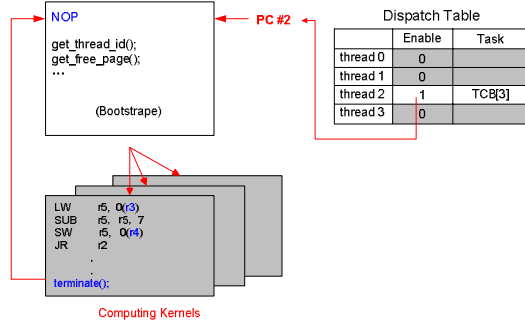 NOP
get_thread_id();
get_free_page();
...
(Bootstrape)
PC #2
Dispatch Table
Enable Task
thread 0 0
thread 1 0
thread 2 1 TCB[3]
thread 3 0
LW r5, 0(r3)
SUB r5, r5, 7
SW r5, 0(r4)
JR r2
.
.
terminate();
Computing Kernels